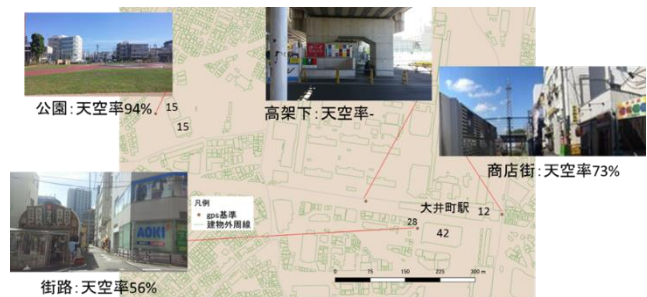 公園:天空率94%
15
15
高架下:天空率-
商店街:天空率73%
大井町駅
12
28
42
凡例
gps基準
建物外周線
AOKI
街路:天空率56%
0 75 150 225 300 m